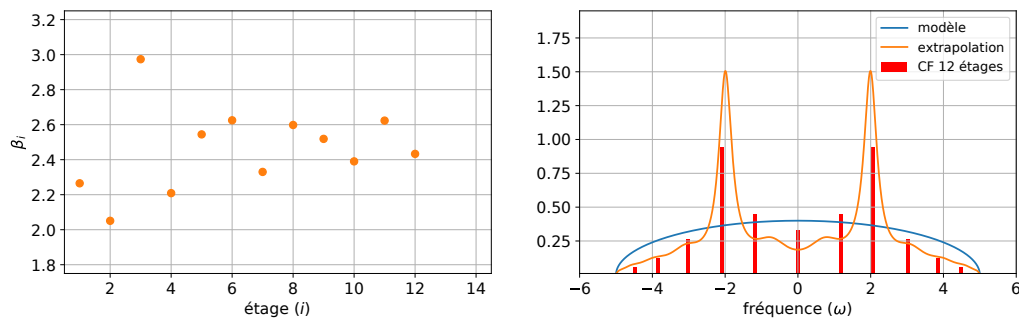 3.2
3.0
2.8
2.6
2.4
2.2
2.0
1.8
βi
2 4 6 8 10 12 14
étage (i)
1.75
1.50
1.25
1.00
0.75
0.50
0.25
modèle
extrapolation
CF 12 étages
−6 −4 −2 0 2 4 6
fréquence (ω)